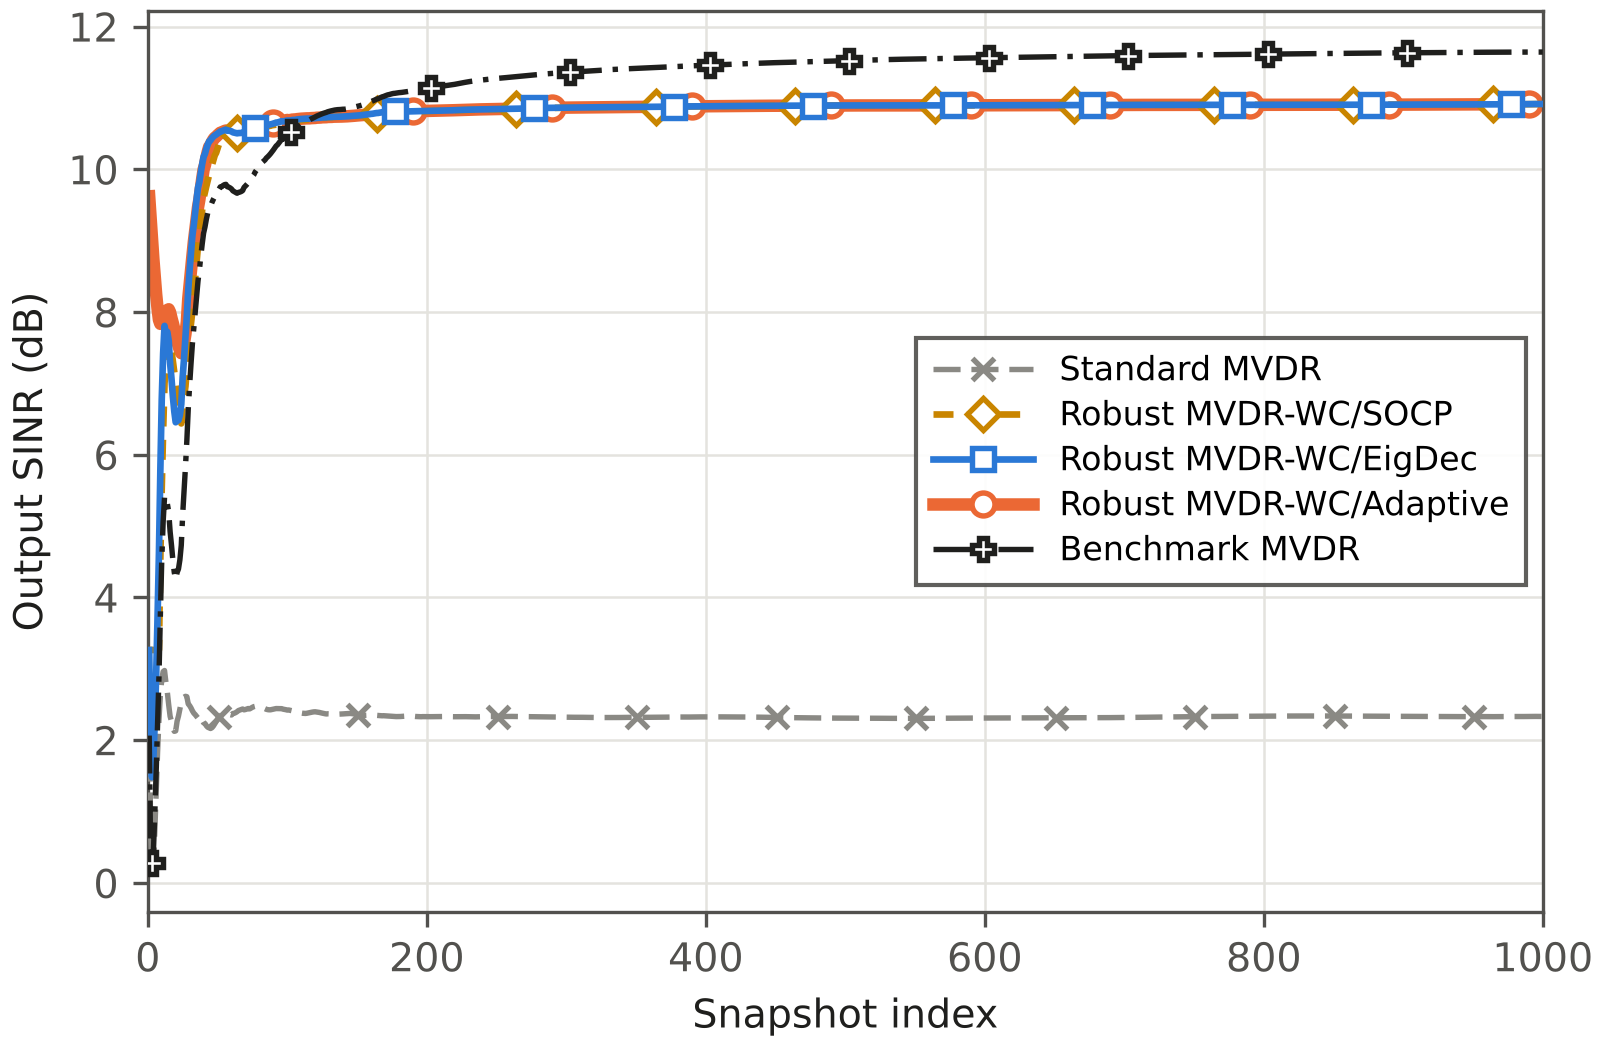 12
10
8
6
4
2
0
Output SINR (dB)
Standard MVDR
Robust MVDR-WC/SOCP
Robust MVDR-WC/EigDec
Robust MVDR-WC/Adaptive
Benchmark MVDR
0 200 400 600 800 1000
Snapshot index